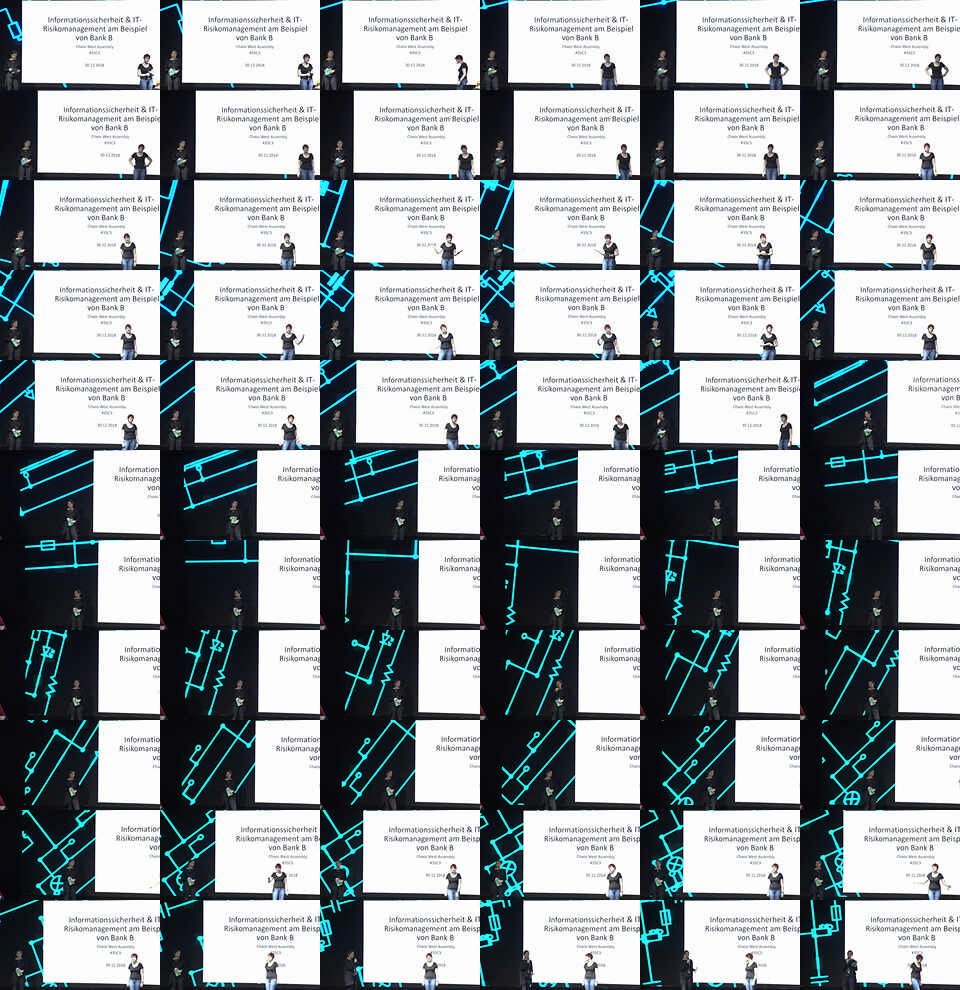 Informationssicherheit & IT-
Risikomanagement am Beispiel
von Bank B
Chaos West Assembly
#35C3
30.12.2018